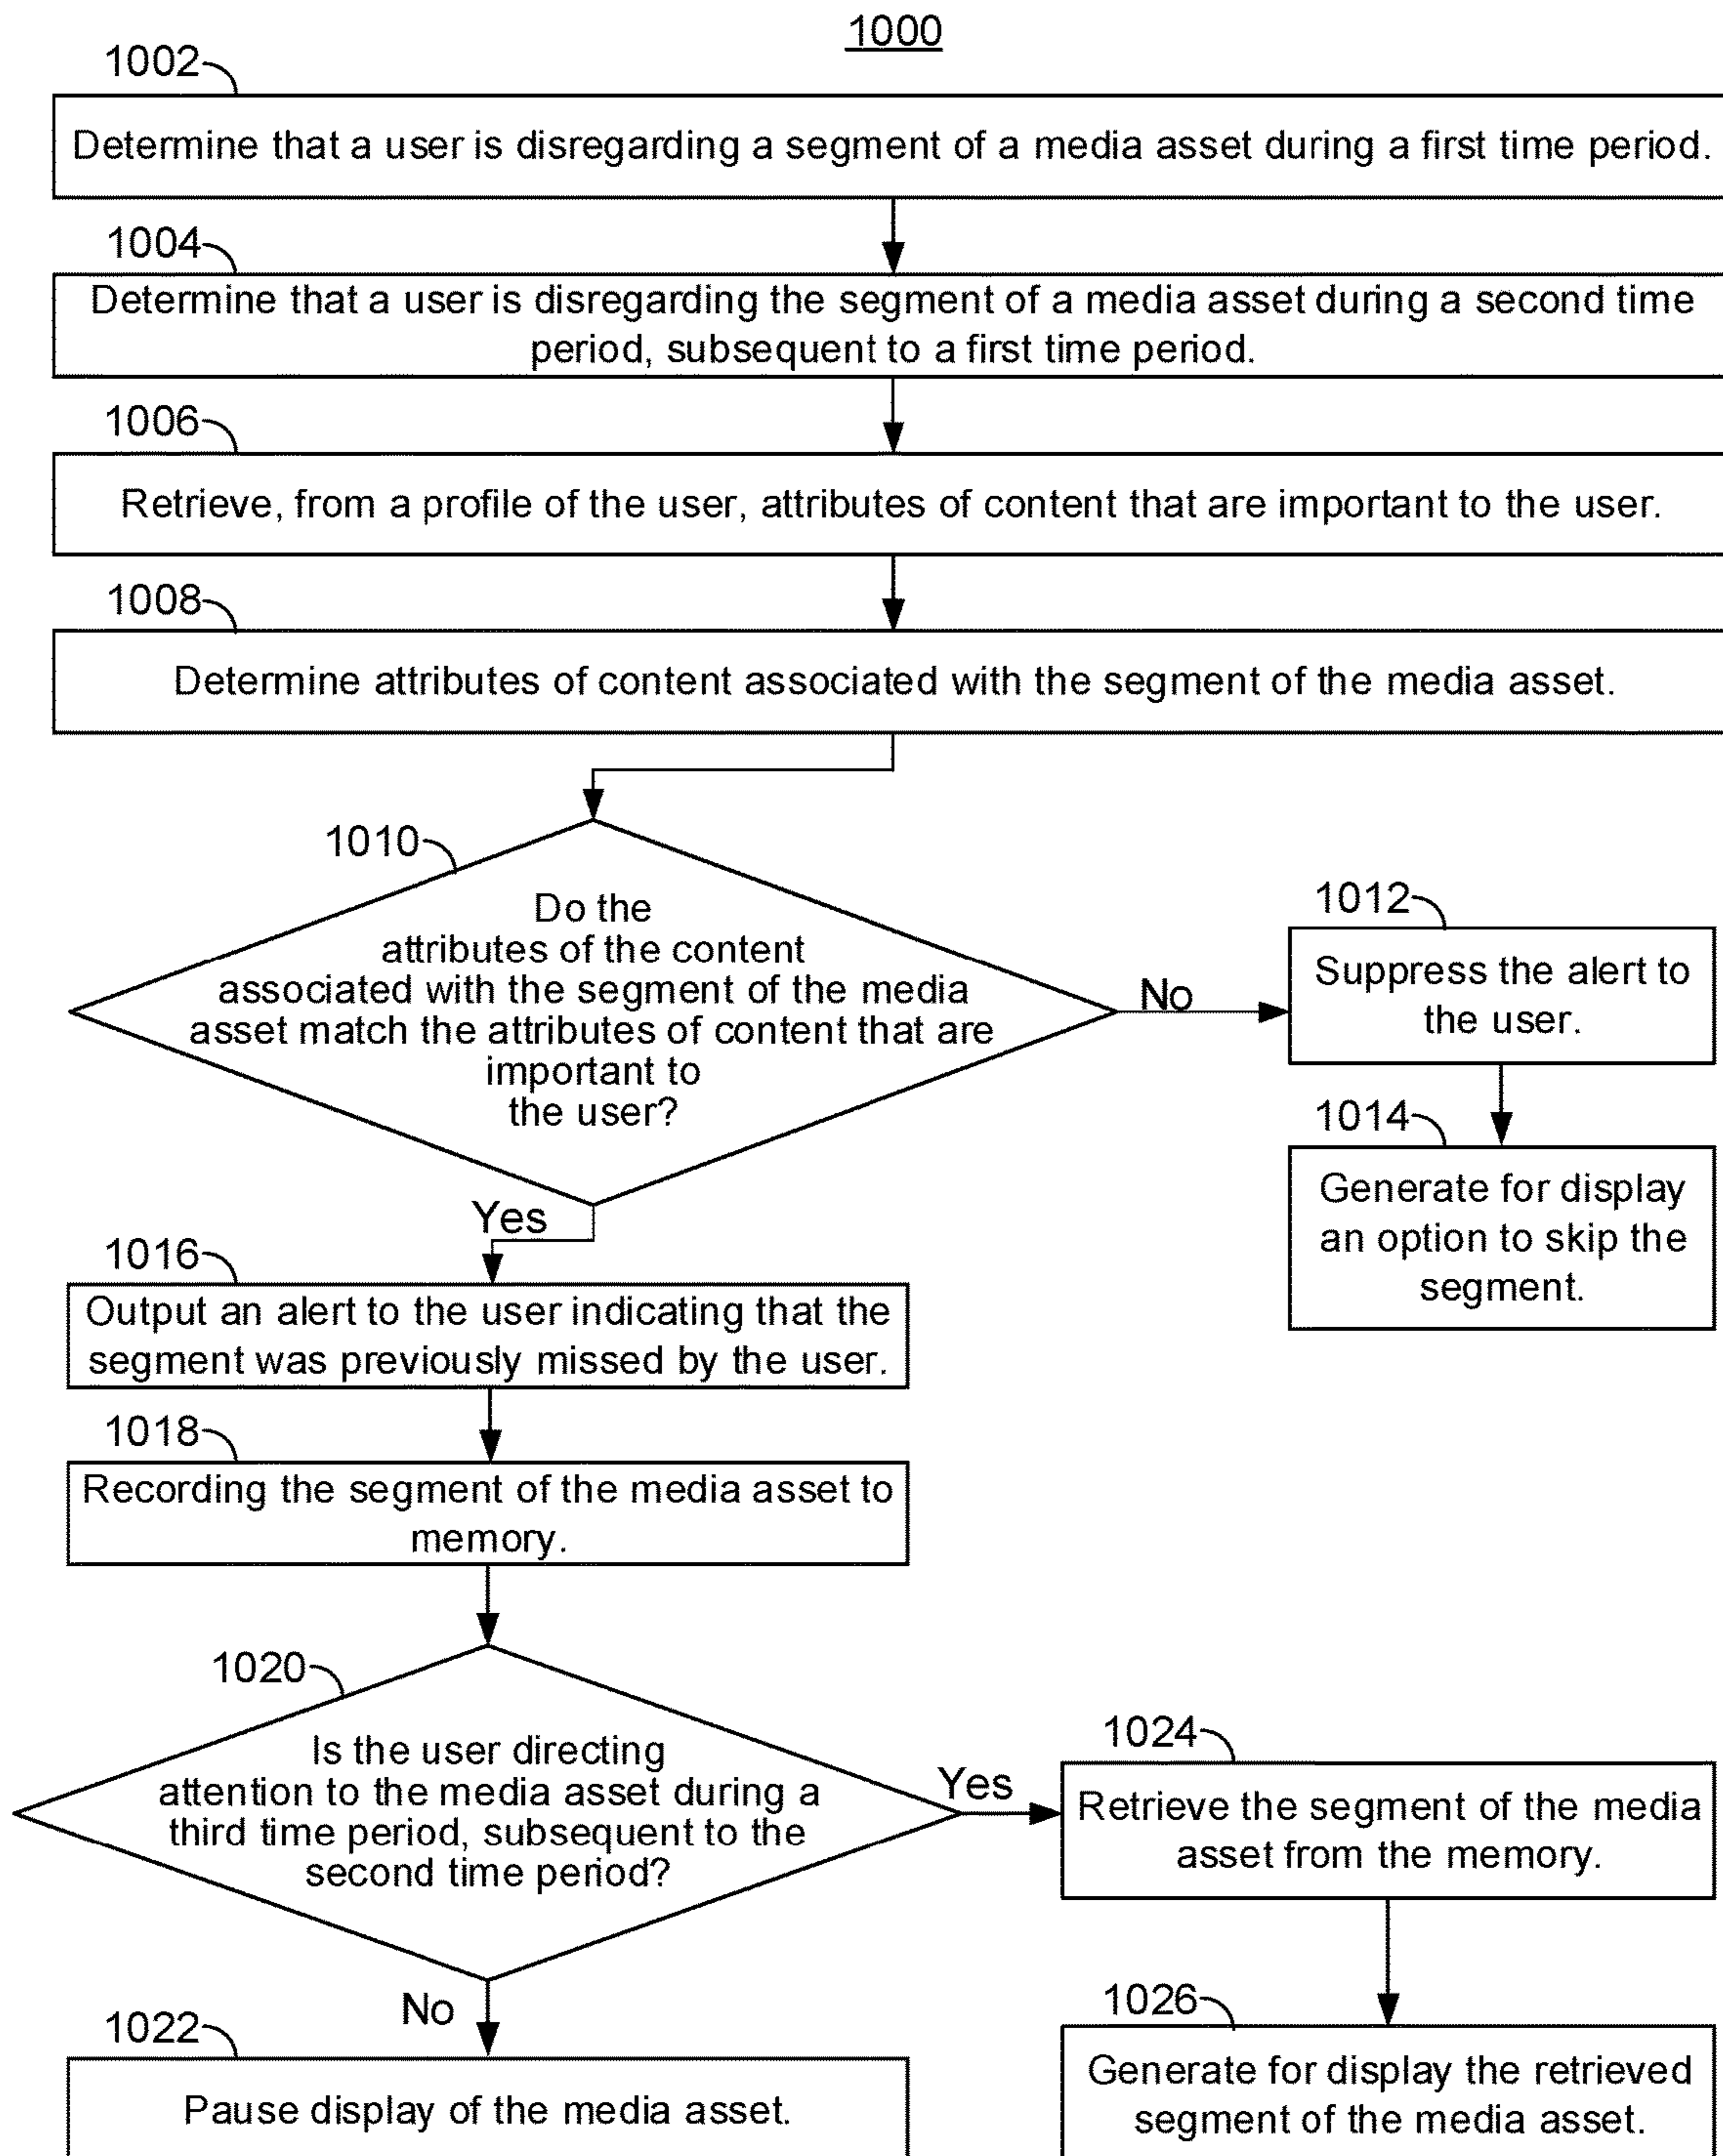 1000
1002
Determine that a user is disregarding a segment of a media asset during a first time period.
1004
Determine that a user is disregarding the segment of a media asset during a second time
period, subsequent to a first time period.
1006
Retrieve, from a profile of the user, attributes of content that are important to the user.
1008
Determine attributes of content associated with the segment of the media asset.
1010
Do the
attributes of the content
associated with the segment of the media
asset match the attributes of content that are
important to
the user?
No
1012
Suppress the alert to
the user.
1014
Generate for display
an option to skip the
segment.
Yes
1016
Output an alert to the user indicating that the
segment was previously missed by the user.
1018
Recording the segment of the media asset to
memory.
1020
Is the user directing
attention to the media asset during a
third time period, subsequent to the
second time period?
Yes
1024
Retrieve the segment of the media
asset from the memory.
No
1022
Pause display of the media asset.
1026
Generate for display the retrieved
segment of the media asset.